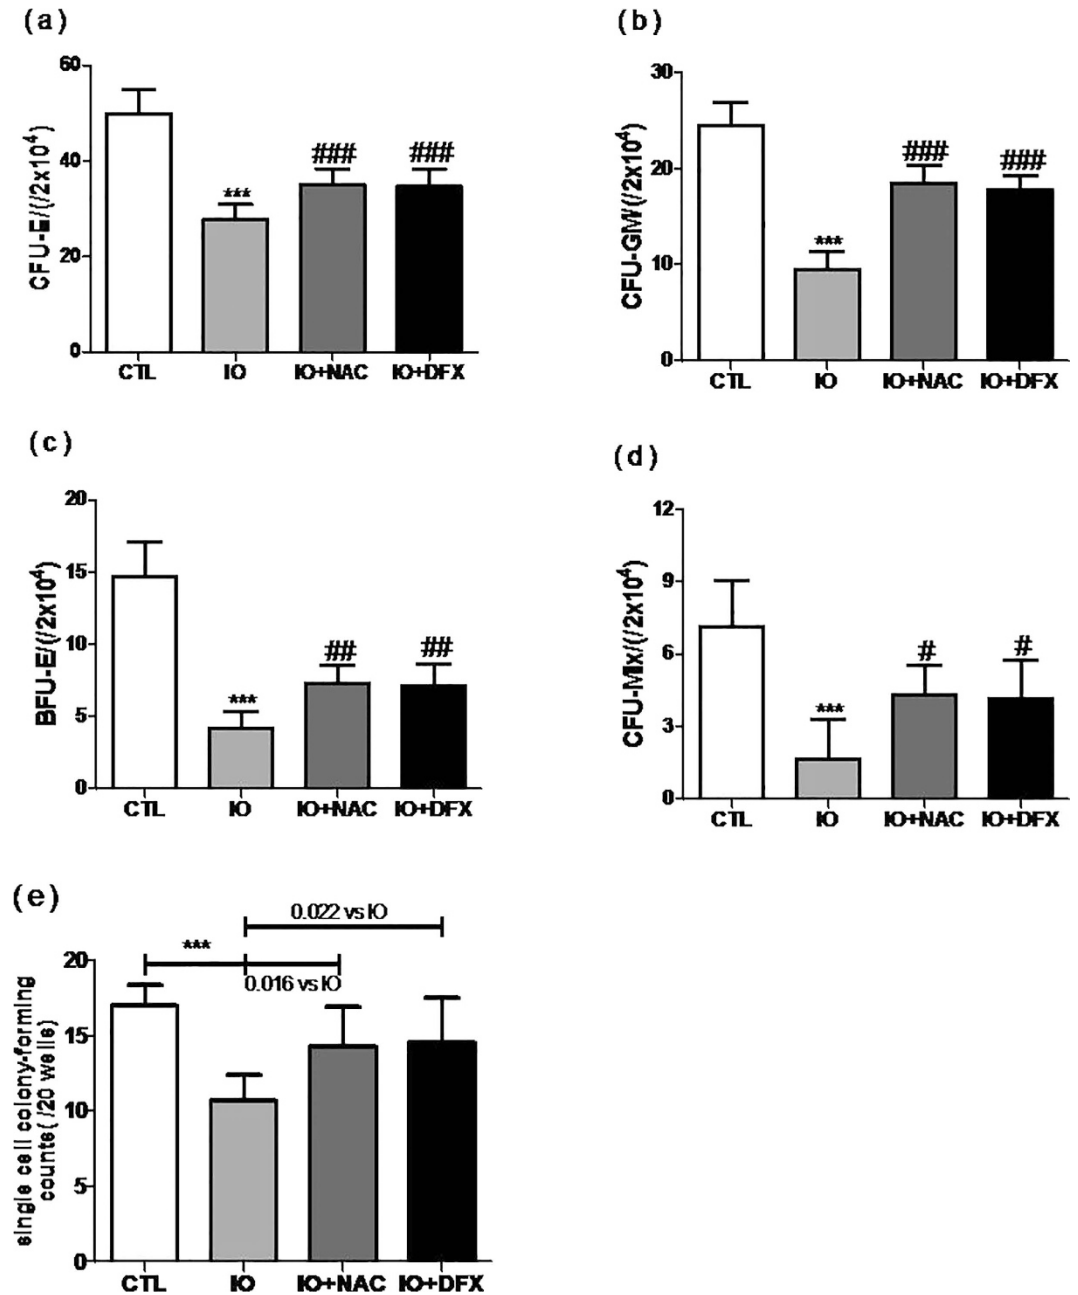 (a)
CFU-E/(/2x10⁴)
60
40
20
0
***
###
###
CTL IO IO+NAC IO+DFX
(b)
CFU-GM/(/2x10⁴)
30
20
10
0
***
###
###
CTL IO IO+NAC IO+DFX
(c)
BFU-E/(/2x10⁴)
20
15
10
5
0
***
##
##
CTL IO IO+NAC IO+DFX
(d)
CFU-Mix/(/2x10⁴)
12
9
6
3
0
***
#
#
CTL IO IO+NAC IO+DFX
(e)
single cell colony-forming
counts( /20 wells)
0.022 vs IO
***
0.016 vs IO
20
15
10
5
0
CTL IO IO+NAC IO+DFX